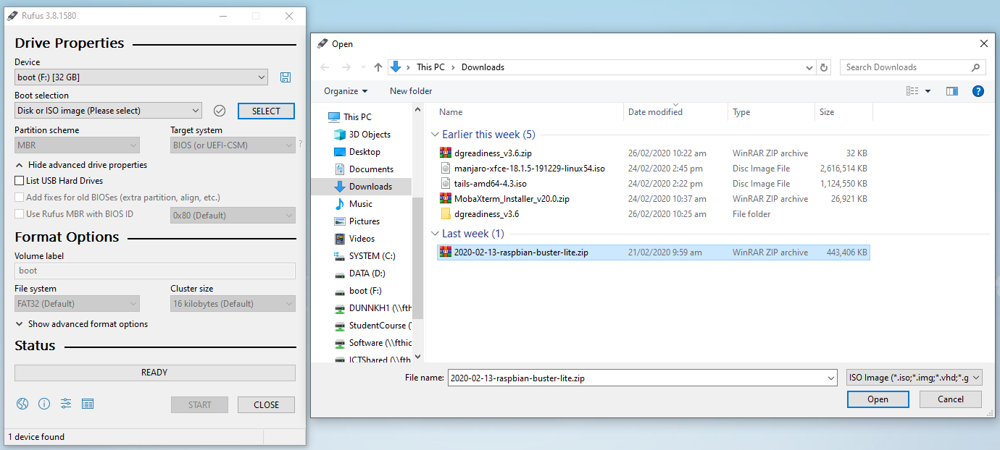 Rufus 3.8.1580
Drive Properties
Device
boot (F:) [32 GB]
Boot selection
Disk or ISO image (Please select)
SELECT
Partition scheme
Target system
MBR
BIOS (or UEFI-CSM)
?
Hide advanced drive properties
List USB Hard Drives
Add fixes for old BIOSes (extra partition, align, etc.)
Use Rufus MBR with BIOS ID
0x80 (Default)
Format Options
Volume label
boot
File system
Cluster size
FAT32 (Default)
16 kilobytes (Default)
Show advanced format options
Status
READY
START
CLOSE
1 device found
Open
This PC > Downloads
Search Downloads
Organize
New folder
?
This PC
3D Objects
Desktop
Documents
Downloads
Music
Pictures
Videos
SYSTEM (C:)
DATA (D:)
boot (F:)
DUNNKH1 (\\fth
StudentCourse (
Software (\\fthic
ICTShared (\\fth
Name Date modified Type Size
Earlier this week (5)
dgreadiness_v3.6.zip 26/02/2020 10:22 am WinRAR ZIP archive 32 KB
manjaro-xfce-18.1.5-191229-linux54.iso 24/02/2020 2:45 pm Disc Image File 2,616,514 KB
tails-amd64-4.3.iso 24/02/2020 2:22 pm Disc Image File 1,124,550 KB
MobaXterm_Installer_v20.0.zip 24/02/2020 10:37 am WinRAR ZIP archive 26,921 KB
dgreadiness_v3.6 26/02/2020 10:25 am File folder
Last week (1)
2020-02-13-raspbian-buster-lite.zip 21/02/2020 9:59 am WinRAR ZIP archive 443,406 KB
File name: 2020-02-13-raspbian-buster-lite.zip
ISO Image (*.iso;*.img;*.vhd;*.g
Open
Cancel